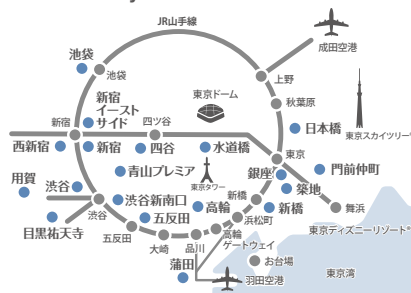 JR山手線
成田空港
池袋
池袋
上野
新宿
イースト
サイド
東京ドーム
秋葉原
新宿
四ツ谷
日本橋
東京スカイツリー®
西新宿
新宿
四谷
水道橋
東京
青山プレミア
東京タワー
銀座
門前仲町
用賀
渋谷
築地
渋谷
渋谷新南口
高輪
新橋
新橋
舞浜
目黒祐天寺
五反田
五反田
浜松町
東京ディズニーリゾート®
大崎
品川
高輪
ゲートウェイ
お台場
蒲田
羽田空港
東京湾